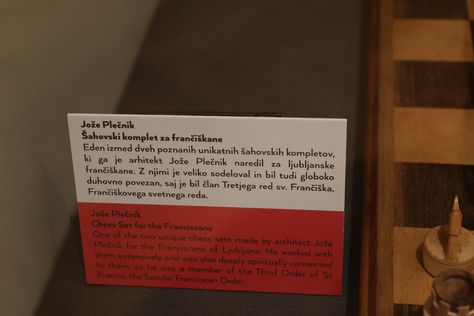 Jože Plečnik
Šahovski komplet za frančiškane
Eden izmed dveh poznanih unikatnih šahovskih kompletov,
ki ga je arhitekt Jože Plečnik naredil za ljubljanske
frančiškane. Z njimi je veliko sodeloval in bil tudi globoko
duhovno povezan, saj je bil član Tretjega red sv. Frančiška,
Frančiškovega svetnega reda.
Jože Plečnik
Chess Set for the Franciscans
One of the two unique chess sets made by architect Jože
Plečnik for the Franciscans of Ljubljana. He worked with
them extensively and was also deeply spiritually connected
to them, as he was a member of the Third Order of St.
Francis, the Seculer Franciscan Order.